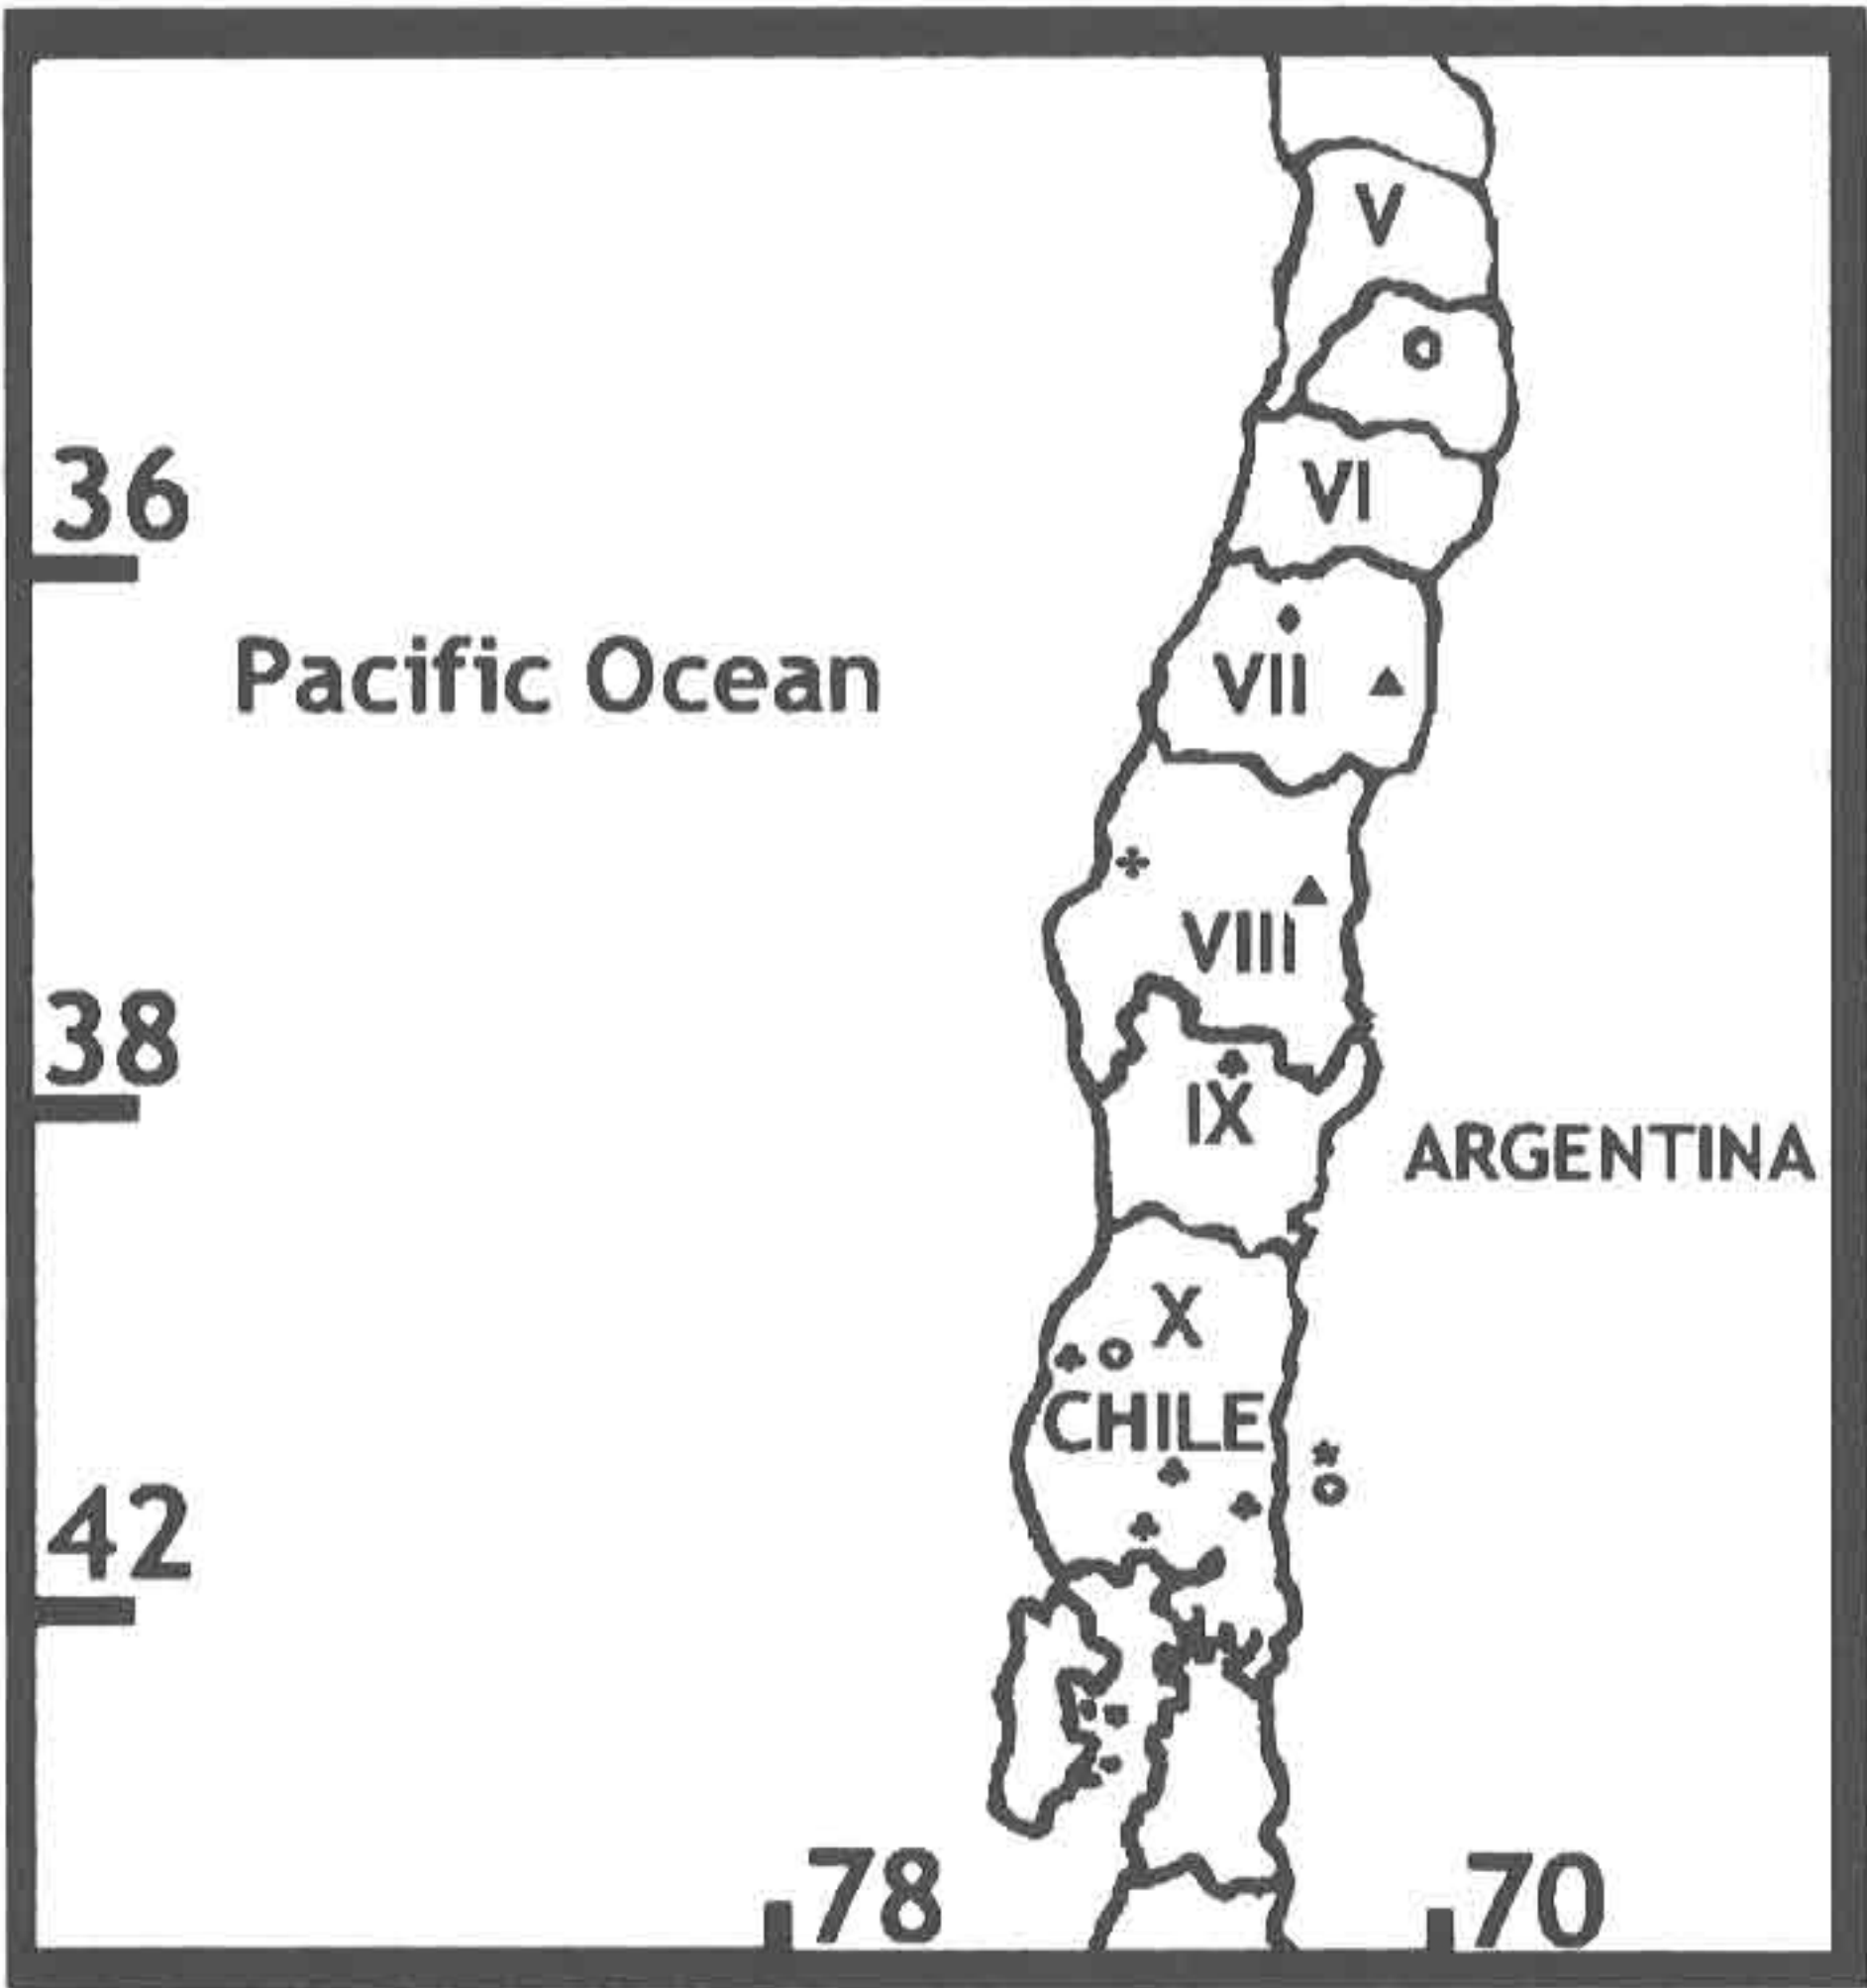 V
36
VI
Pacific Ocean
VII
VIII
38
IX
ARGENTINA
X
CHILE
42
78
70